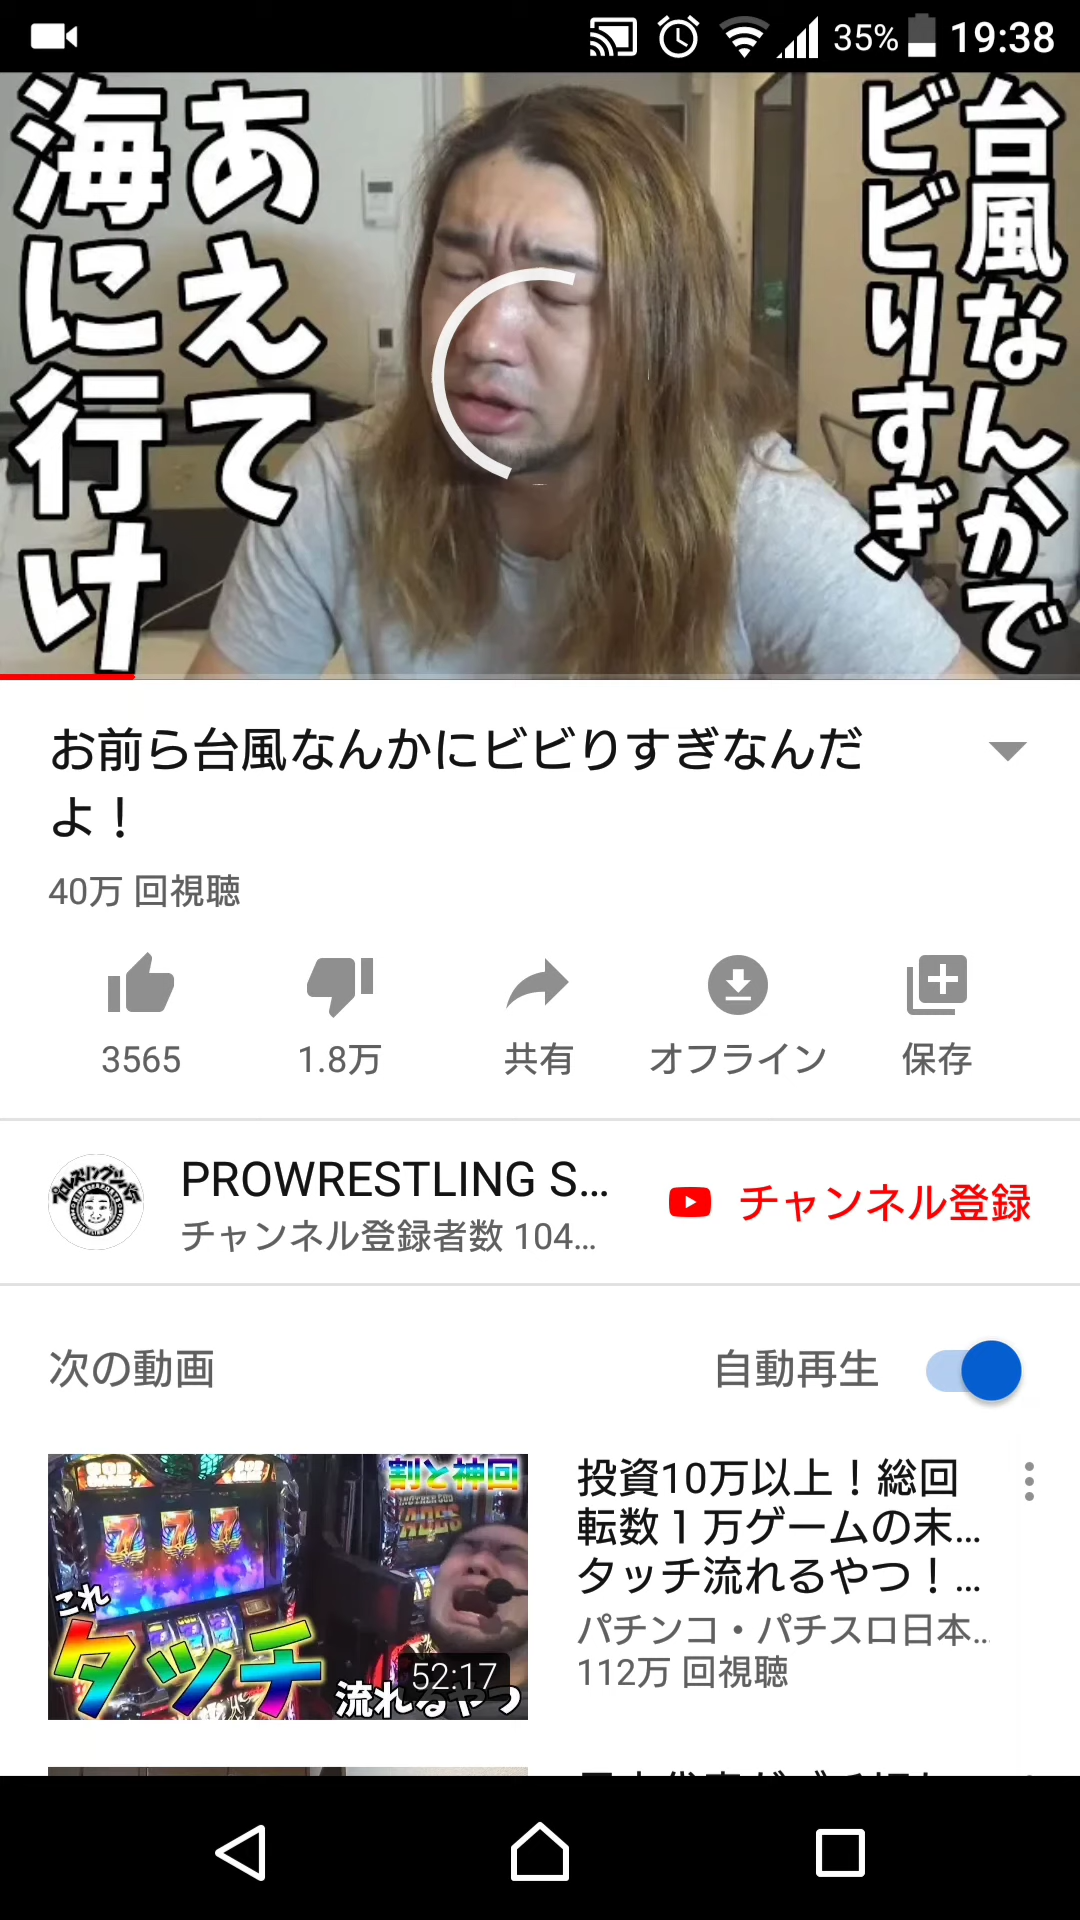 35% 19:38
台風なんかで
ビビりすぎ
あえて
海に行け
お前ら台風なんかにビビりすぎなんだ
よ！
40万 回視聴
3565
1.8万
共有
オフライン
保存
PROWRESTLING S...
チャンネル登録者数 104...
チャンネル登録
次の動画
自動再生
割と神回
これ
タッチ
流れるやつ
52:17
投資10万以上！総回
転数１万ゲームの末...
タッチ流れるやつ！...
パチンコ・パチスロ日本...
112万 回視聴